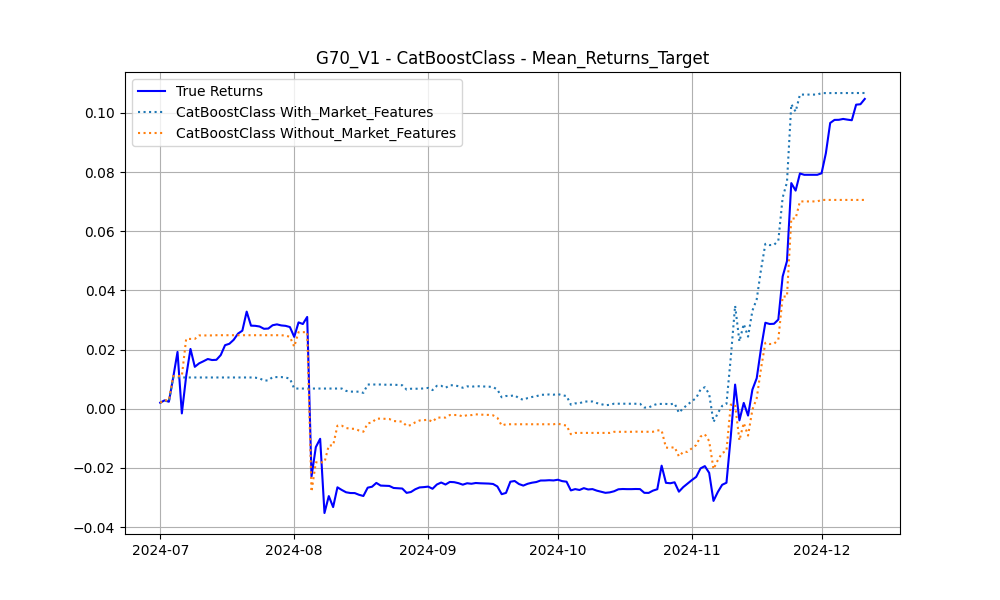 G70_V1 - CatBoostClass - Mean_Returns_Target
True Returns
CatBoostClass With_Market_Features
CatBoostClass Without_Market_Features
0.10
0.08
0.06
0.04
0.02
0.00
−0.02
−0.04
2024-07 2024-08 2024-09 2024-10 2024-11 2024-12